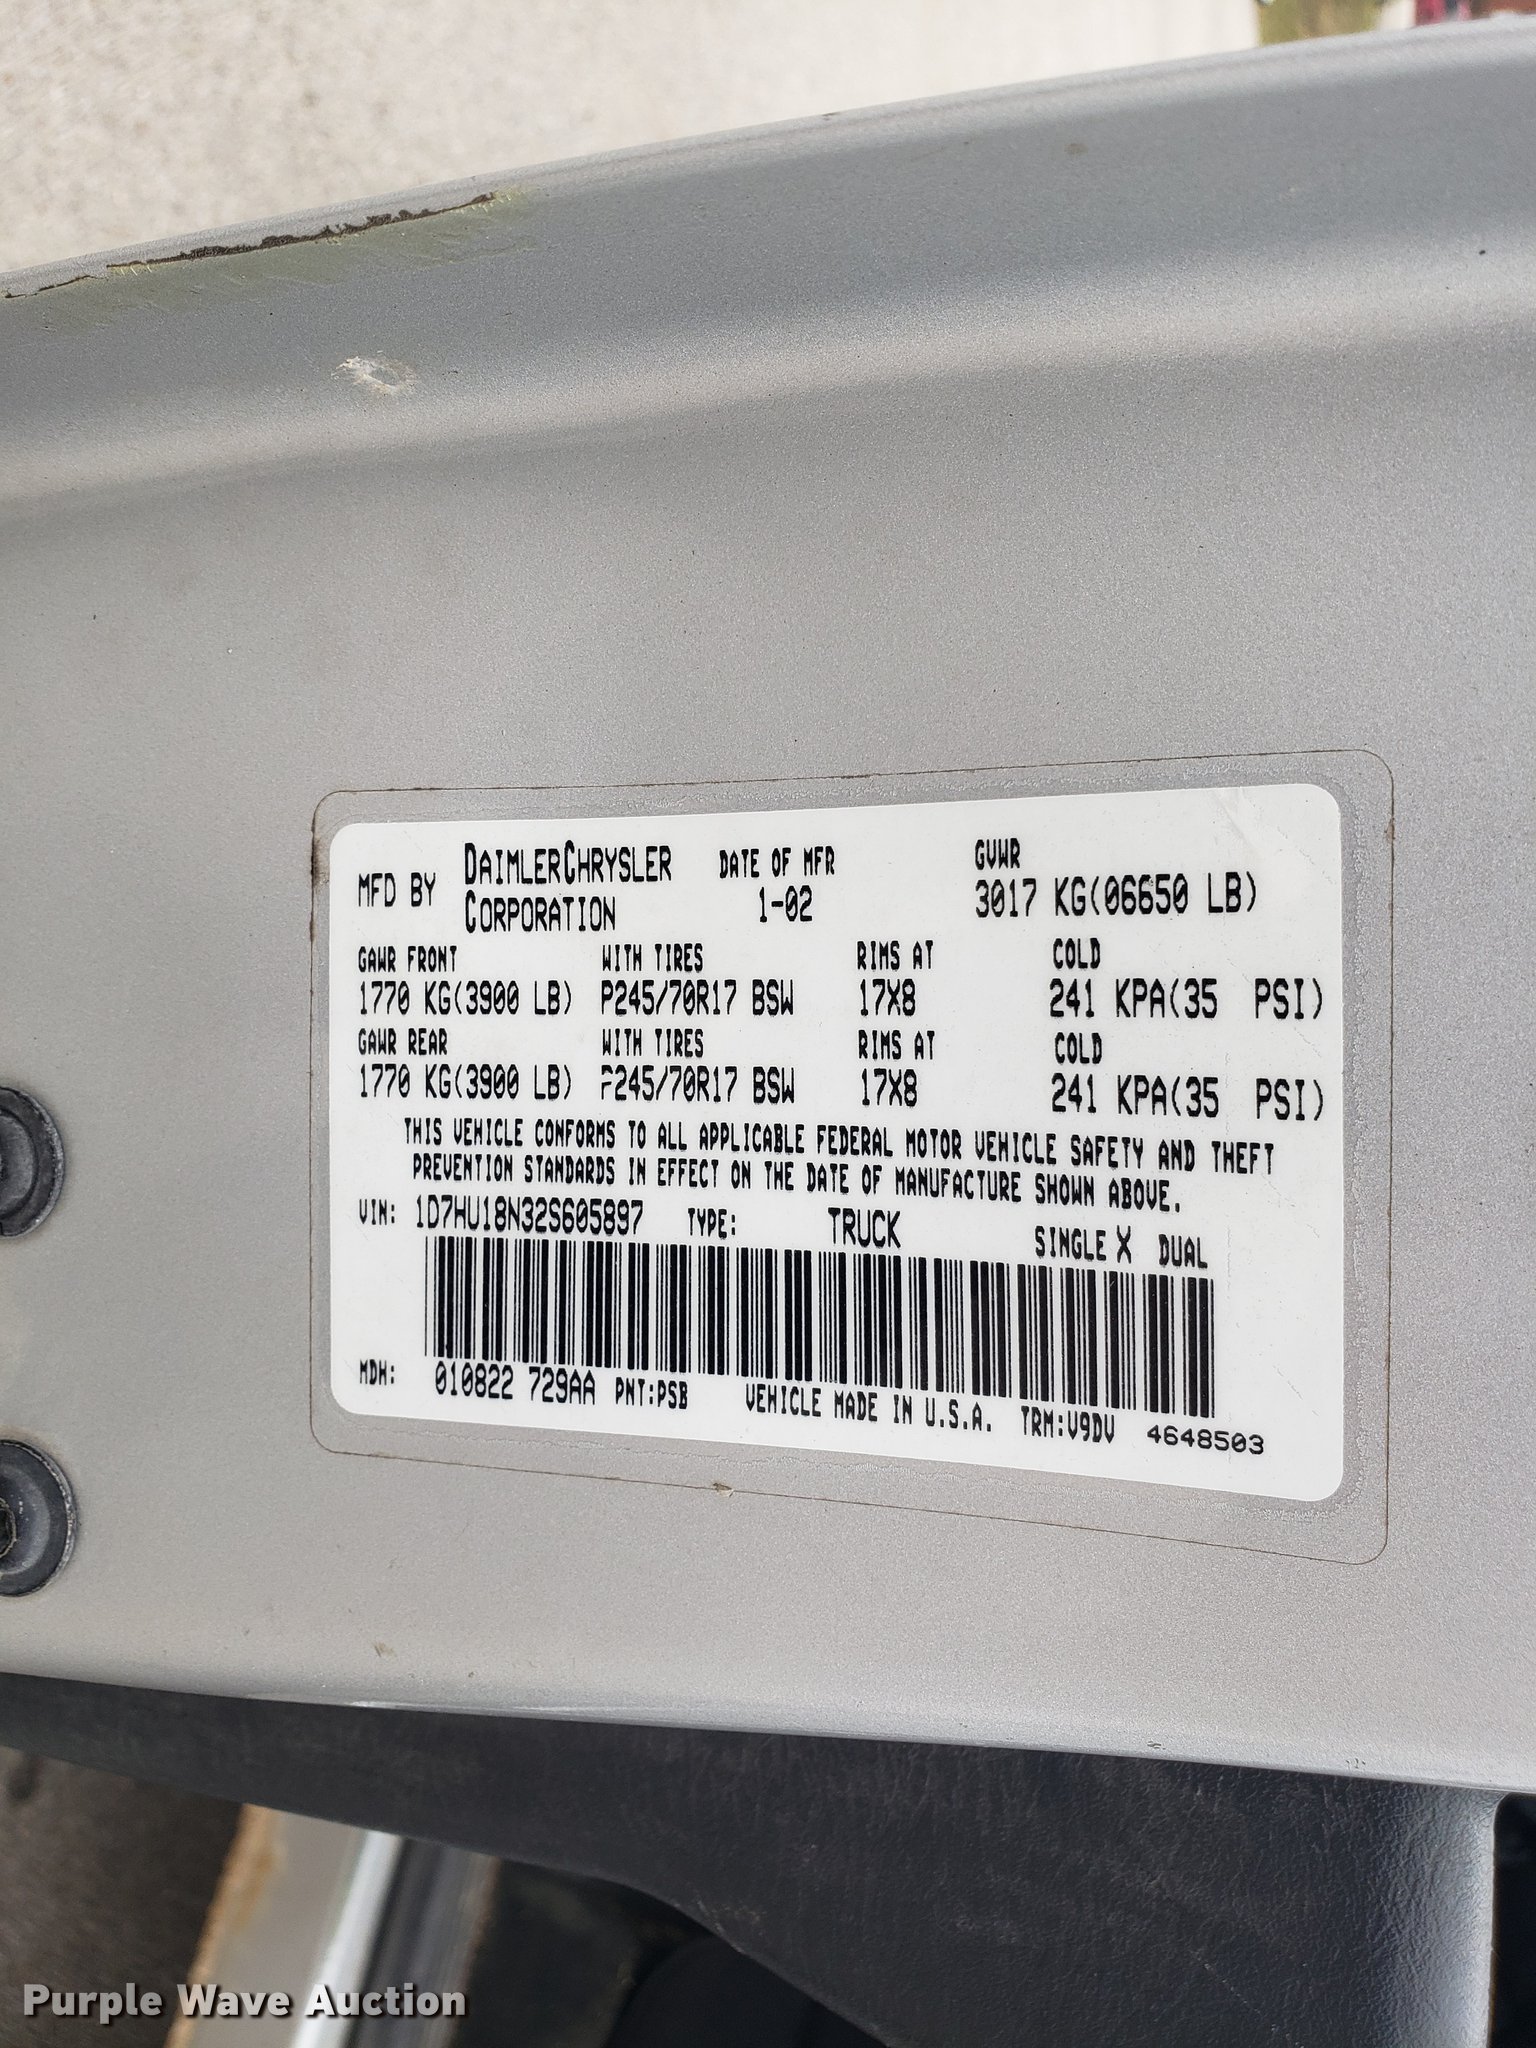 MFD BY DAIMLERCHRYSLER CORPORATION DATE OF MFR 1-02 GVWR 3017 KG(06650 LB)
GAWR FRONT WITH TIRES RIMS AT COLD
1770 KG(3900 LB) P245/70R17 BSW 17X8 241 KPA(35 PSI)
GAWR REAR WITH TIRES RIMS AT COLD
1770 KG(3900 LB) P245/70R17 BSW 17X8 241 KPA(35 PSI)
THIS VEHICLE CONFORMS TO ALL APPLICABLE FEDERAL MOTOR VEHICLE SAFETY AND THEFT
PREVENTION STANDARDS IN EFFECT ON THE DATE OF MANUFACTURE SHOWN ABOVE.
VIN: 1D7HU18N32S605897 TYPE: TRUCK SINGLE X DUAL
MDH: 010822 729AA PNT:PSB VEHICLE MADE IN U.S.A. TRM:V9DV 4648503
Purple Wave Auction